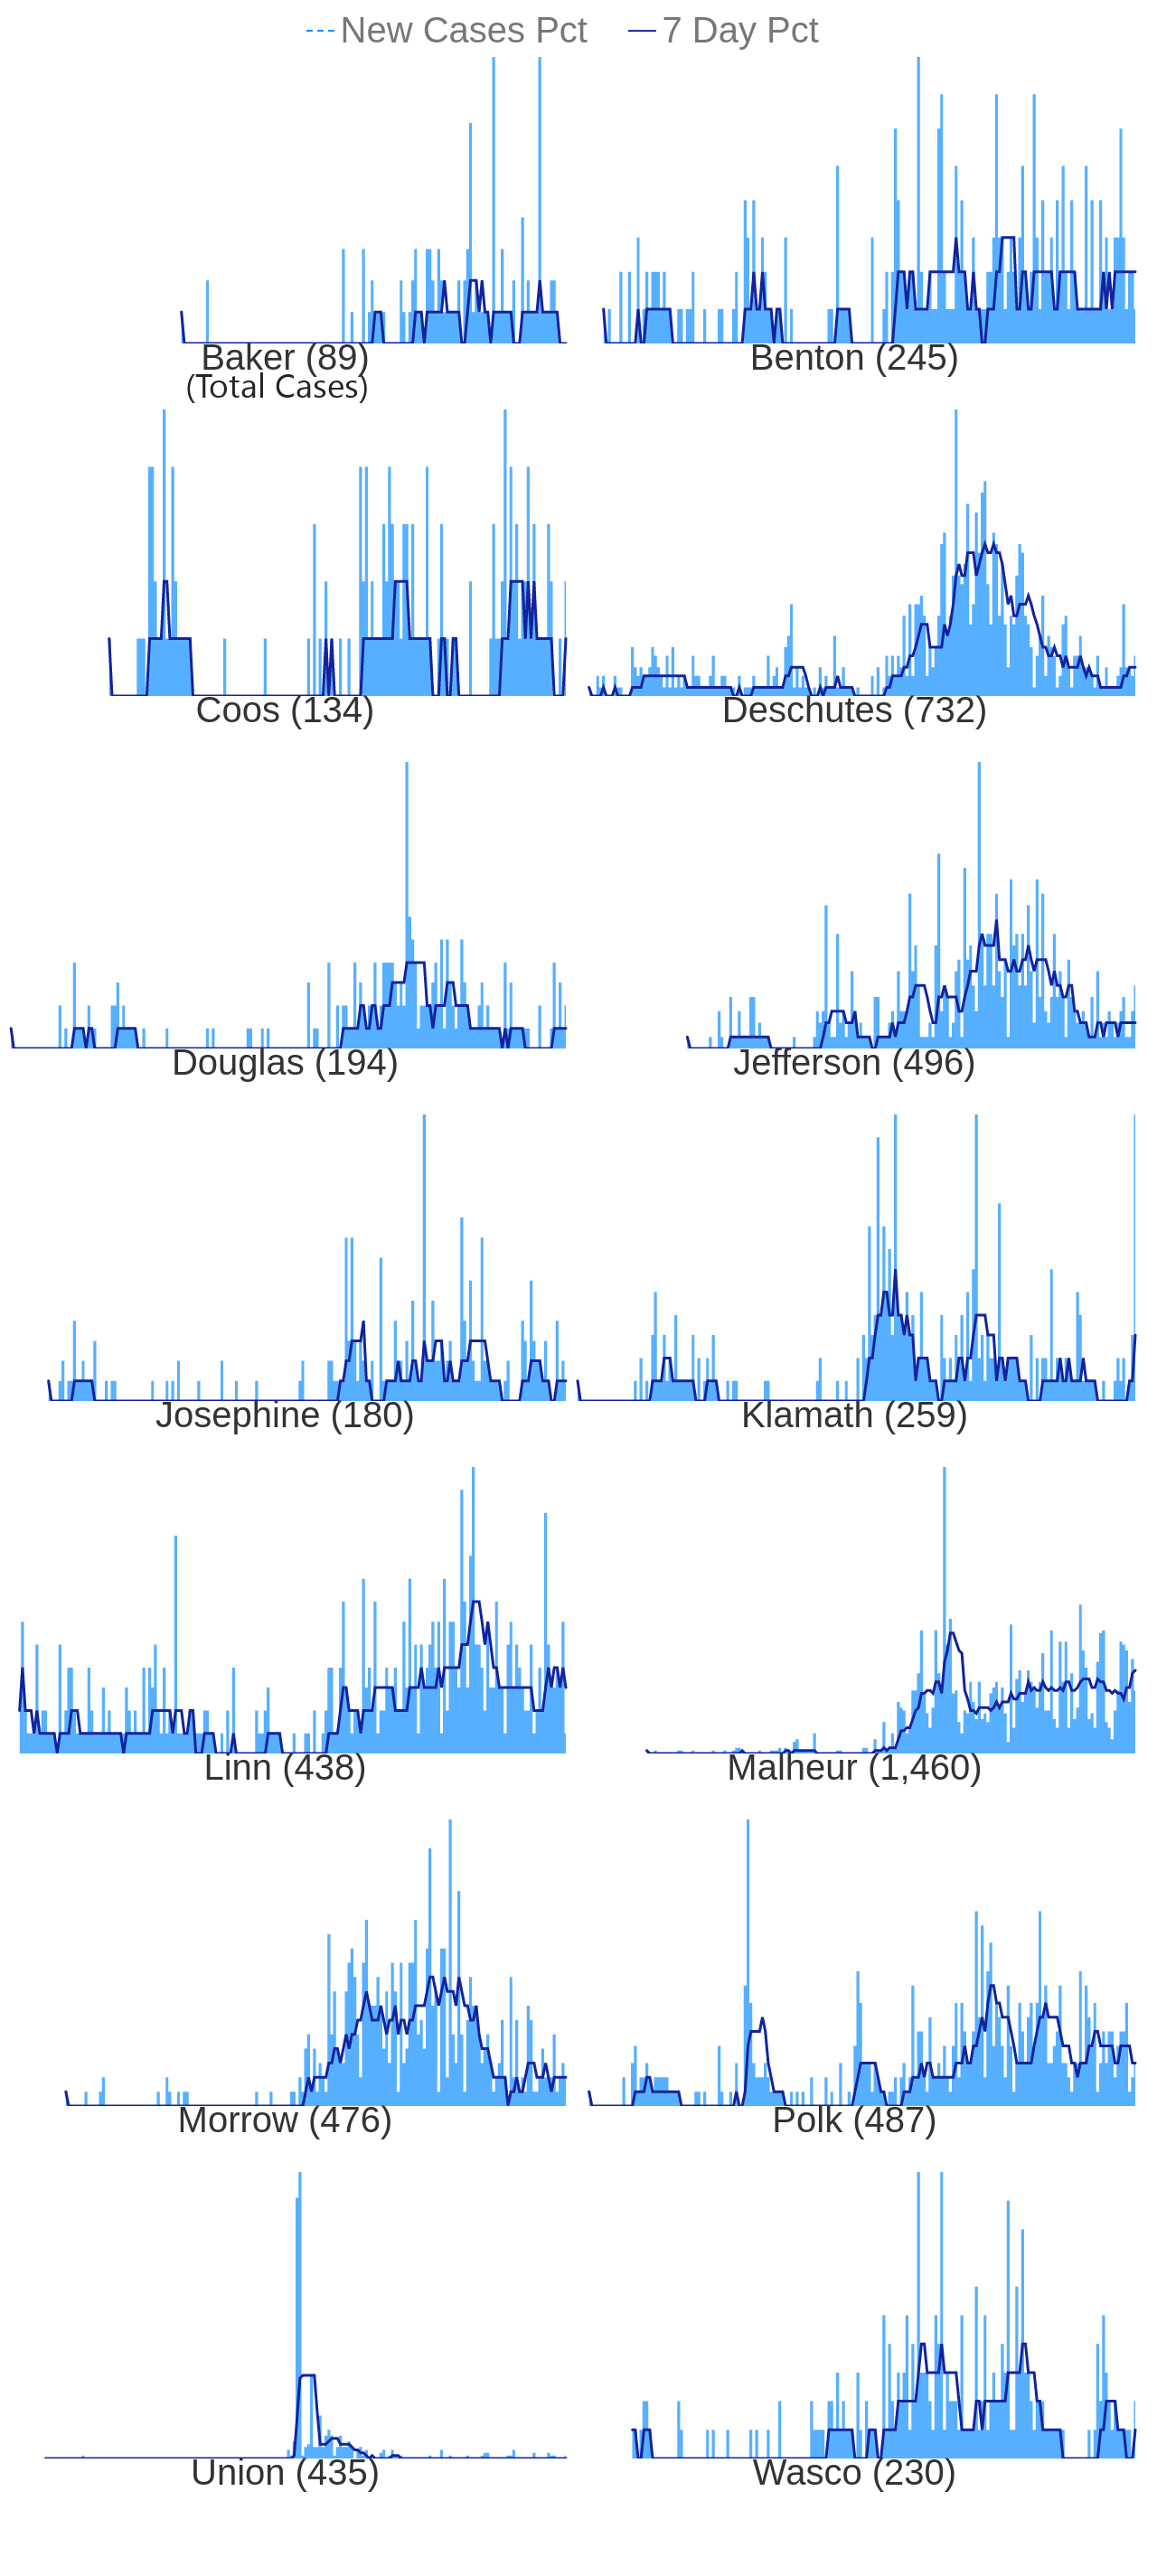 New Cases Pct 7 Day Pct
Baker (89) Benton (245)
(Total Cases)
Coos (134) Deschutes (732)
Douglas (194) Jefferson (496)
Josephine (180) Klamath (259)
Linn (438) Malheur (1,460)
Morrow (476) Polk (487)
Union (435) Wasco (230)